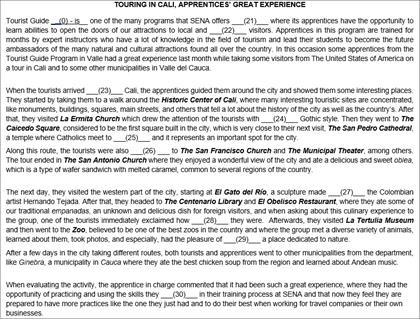 TOURING IN CALI, APPRENTICES' GREAT EXPERIENCE
Tourist Guide __(0) - is__ one of the many programs that SENA offers ___(21)___ where its apprentices have the opportunity to
learn abilities to open the doors of our attractions to local and ___(22)___ visitors. Apprentices in this program are trained for
months by expert instructors who have a lot of knowledge in the field of tourism and lead their students to become the future
ambassadors of the many natural and cultural attractions found all over the country. In this occasion some apprentices from the
Tourist Guide Program in Valle had a great experience last month while taking some visitors from The United States of America on
a tour in Cali and to some other municipalities in Valle del Cauca.
When the tourists arrived ___(23)___ Cali, the apprentices guided them around the city and showed them some interesting places.
They started by taking them to a walk around the Historic Center of Cali, where many interesting touristic sites are concentrated,
like monuments, buildings, squares, main streets, and others that tell a lot about the history of the city as well as the country's. After
that, they visited La Ermita Church which drew the attention of the tourists with ___(24)___ Gothic style. Then they went to The
Caicedo Square, considered to be the first square built in the city, which is very close to their next visit, The San Pedro Cathedral,
a temple where Catholics meet to ___(25)___ and it represents an important spot for the city.
Along this route, the tourists were also ___(26)___ to The San Francisco Church and The Municipal Theater, among others.
The tour ended in The San Antonio Church where they enjoyed a wonderful view of the city and ate a delicious and sweet oblea,
which is a type of wafer sandwich with melted caramel, common to several regions of the country.
The next day, they visited the western part of the city, starting at El Gato del Río, a sculpture made ___(27)___ the Colombian
artist Hernando Tejada. After that, they headed to The Centenario Library and El Obelisco Restaurant, where they ate some of
our traditional empanadas, an unknown and delicious dish for foreign visitors, and when asking about this culinary experience to
the group, one of the tourists immediately exclaimed how ___(28)___ they were. Afterwards, they visited La Tertulia Museum
and then went to the Zoo, believed to be one of the best zoos in the country and where the group met a diverse variety of animals,
learned about them, took photos, and especially, had the pleasure of ___(29)___ a place dedicated to nature.
After a few days in the city taking different routes, both tourists and apprentices went to other municipalities from the department,
like Ginebra, a municipality in Cauca where they ate the best chicken soup from the region and learned about Andean music.
When evaluating the activity, the apprentice in charge commented that it had been such a great experience, where they had the
opportunity of practicing and using the skills they ___(30)___ in their training process at SENA and that now they feel they are
prepared to have more practices like the one they just had and to do their best when working for travel companies or their own
businesses.